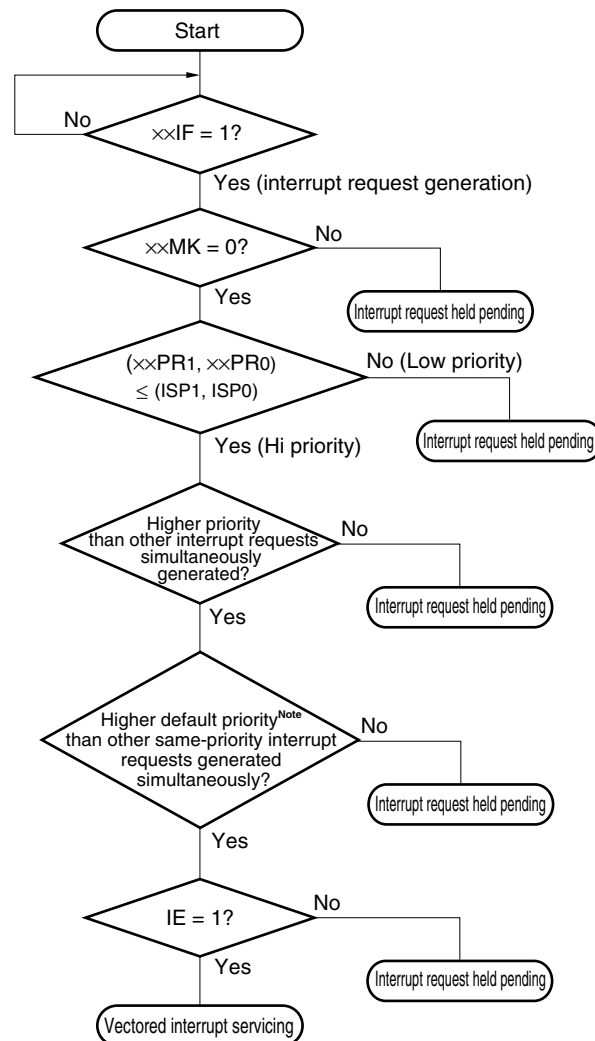 Start
No
××IF = 1?
Yes (interrupt request generation)
No
××MK = 0?
Yes
Interrupt request held pending
(××PR1, ××PR0)
≤ (ISP1, ISP0)
No (Low priority)
Yes (Hi priority)
Interrupt request held pending
Higher priority
than other interrupt requests
simultaneously
generated?
No
Yes
Interrupt request held pending
Higher default priorityNote
than other same-priority interrupt
requests generated
simultaneously?
No
Yes
Interrupt request held pending
IE = 1?
No
Yes
Interrupt request held pending
Vectored interrupt servicing